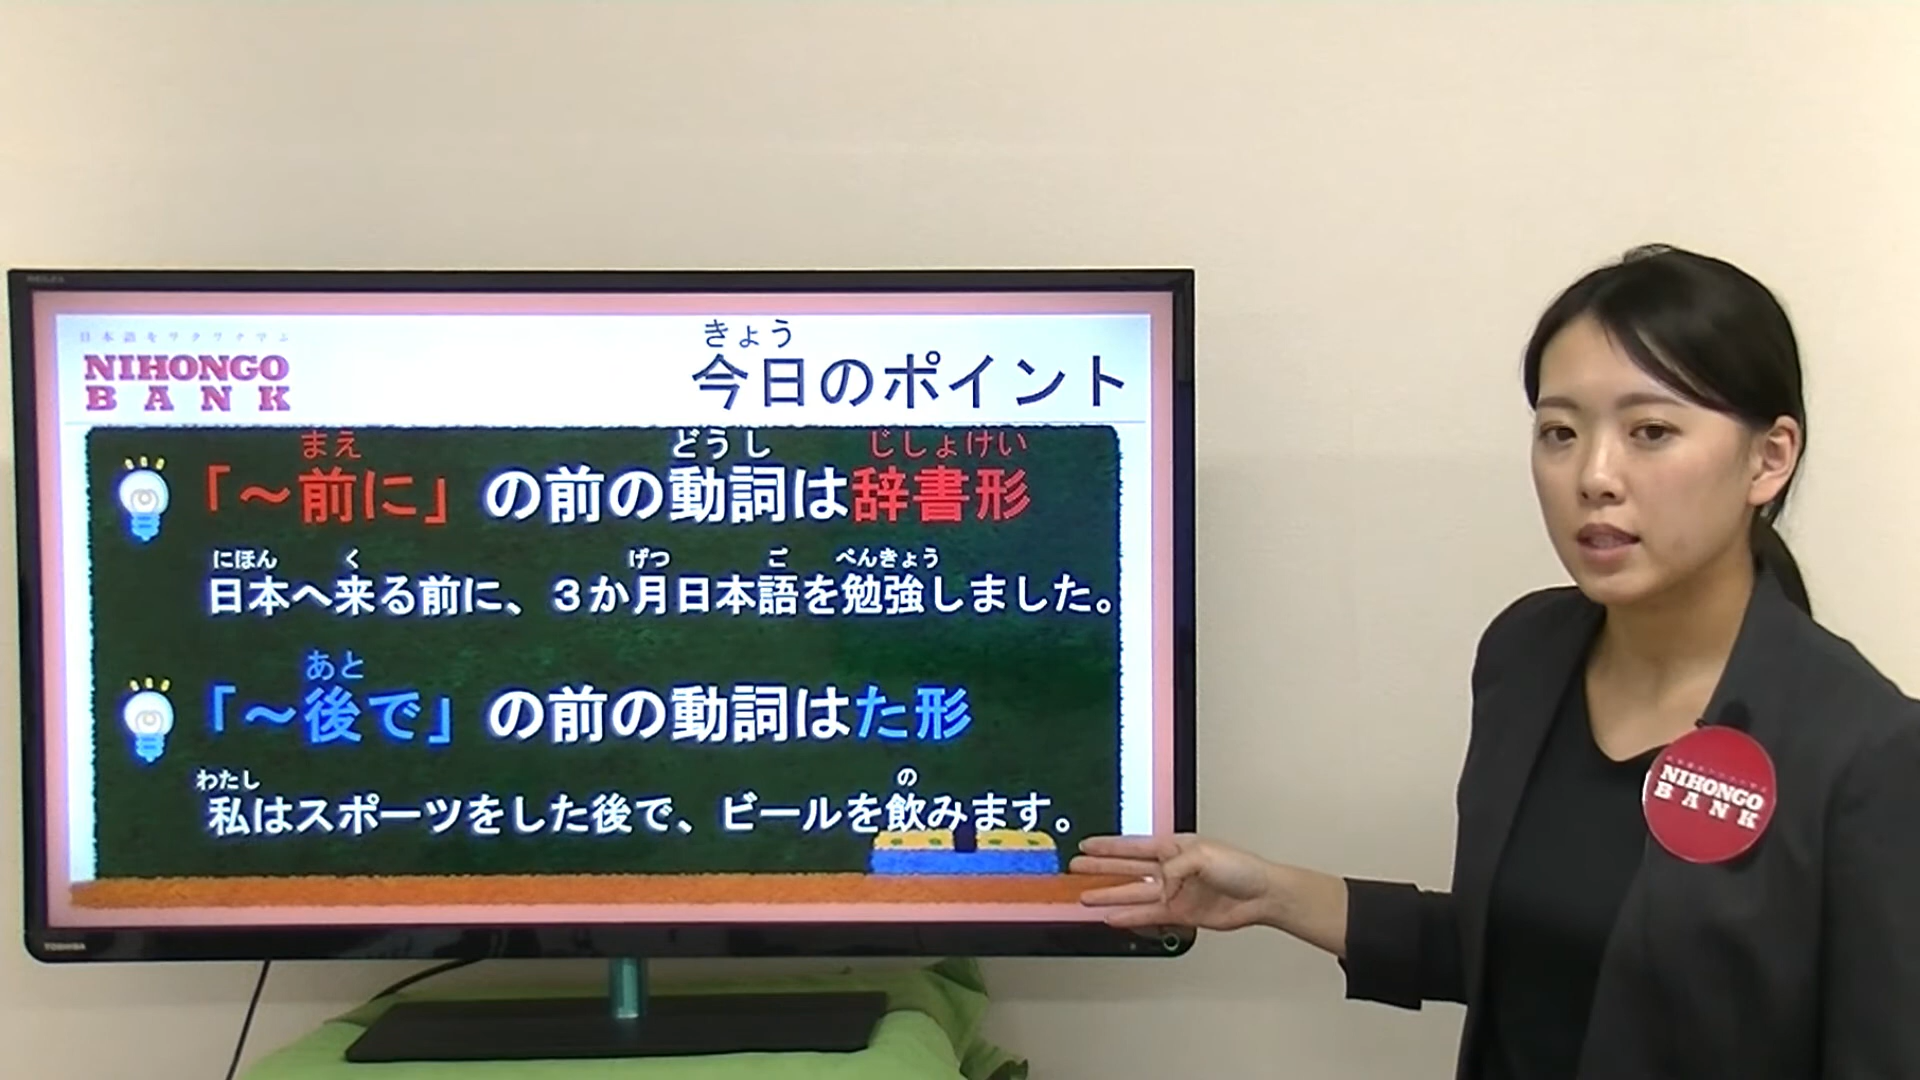 日本語をワクワク学ぶ
NIHONGO
BANK
きょう
今日のポイント
まえ どうし じしょけい
「～前に」の前の動詞は辞書形
にほん く げつ ご べんきょう
日本へ来る前に、３か月日本語を勉強しました。
あと
「～後で」の前の動詞はた形
わたし の
私はスポーツをした後で、ビールを飲みます。
TOSHIBA
NIHONGO
BANK